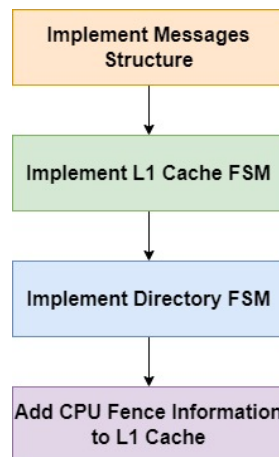 Implement Messages
Structure
Implement L1 Cache FSM
Implement Directory FSM
Add CPU Fence Information
to L1 Cache